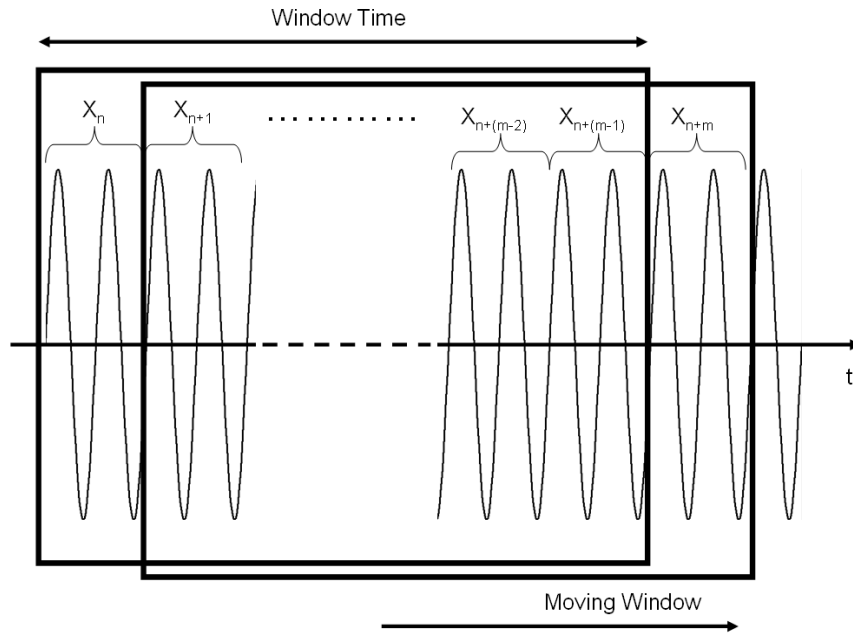 Window Time
Xn Xn+1 .............. Xn+(m-2) Xn+(m-1) Xn+m
t
Moving Window